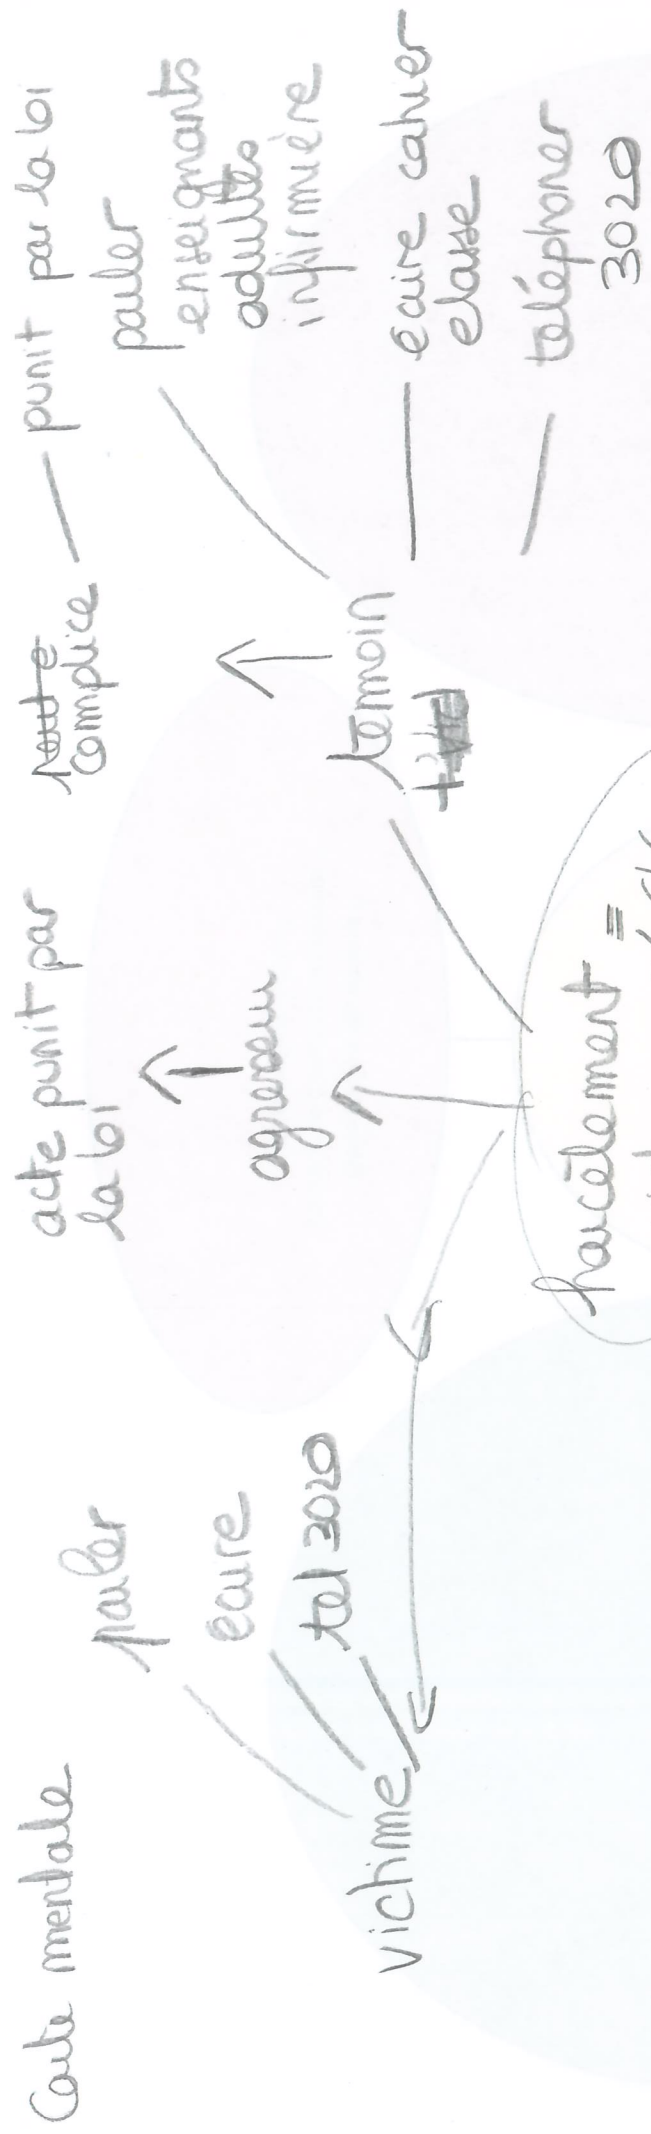 Carte mentale
parler
écrire
tel 3020
victime
acte punit par
la loi
agresseur
complice
punit par la loi
témoin
parler
enseignants
adultes
infirmière
écrire cahier
classe
téléphoner
3020
harcèlement =